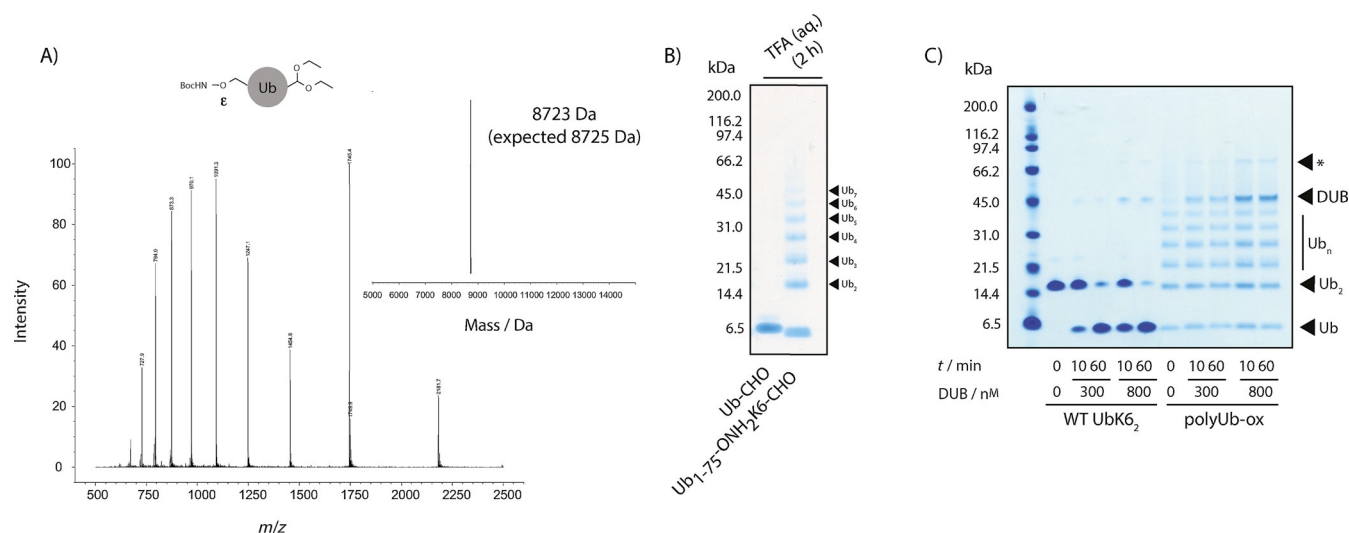 A)
BocHN
O
ε
Ub
O
O
8723 Da
(expected 8725 Da)
5000 6000 7000 8000 9000 10000 11000 12000 13000 14000
Mass / Da
Intensity
100
80
60
40
20
0
727.9
794.0
873.3
970.1
1091.3
1247.1
1454.8
1745.4
1749.9
2181.7
500 750 1000 1250 1500 1750 2000 2250 2500
m/z
B)
TFA (aq.)
(2 h)
kDa
200.0
116.2
97.4
66.2
45.0
31.0
21.5
14.4
6.5
Ub7
Ub6
Ub5
Ub4
Ub3
Ub2
Ub-CHO
Ub1-75-ONH2K6-CHO
C)
kDa
200.0
116.2
97.4
66.2
45.0
31.0
21.5
14.4
6.5
*
DUB
Ubn
Ub2
Ub
t / min 0 10 60 10 60 0 10 60 10 60
DUB / nM 0 300 800 0 300 800
WT UbK62 polyUb-ox